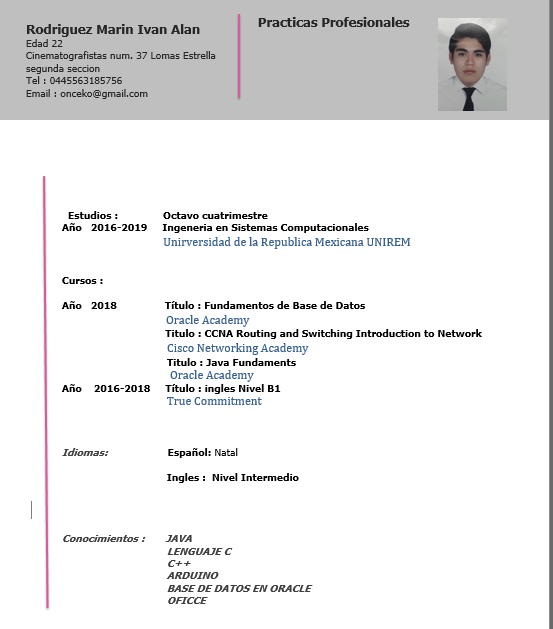 Rodriguez Marin Ivan Alan
Edad 22
Cinematografistas num. 37 Lomas Estrella
segunda seccion
Tel : 0445563185756
Email : onceko@gmail.com
Practicas Profesionales
Estudios : Octavo cuatrimestre
Año 2016-2019 Ingeneria en Sistemas Computacionales
Unirversidad de la Republica Mexicana UNIREM
Cursos :
Año 2018 Título : Fundamentos de Base de Datos
Oracle Academy
Titulo : CCNA Routing and Switching Introduction to Network
Cisco Networking Academy
Titulo : Java Fundaments
Oracle Academy
Año 2016-2018 Título : ingles Nivel B1
True Commitment
Idiomas: Español: Natal
Ingles : Nivel Intermedio
Conocimientos : JAVA
LENGUAJE C
C++
ARDUINO
BASE DE DATOS EN ORACLE
OFICCE